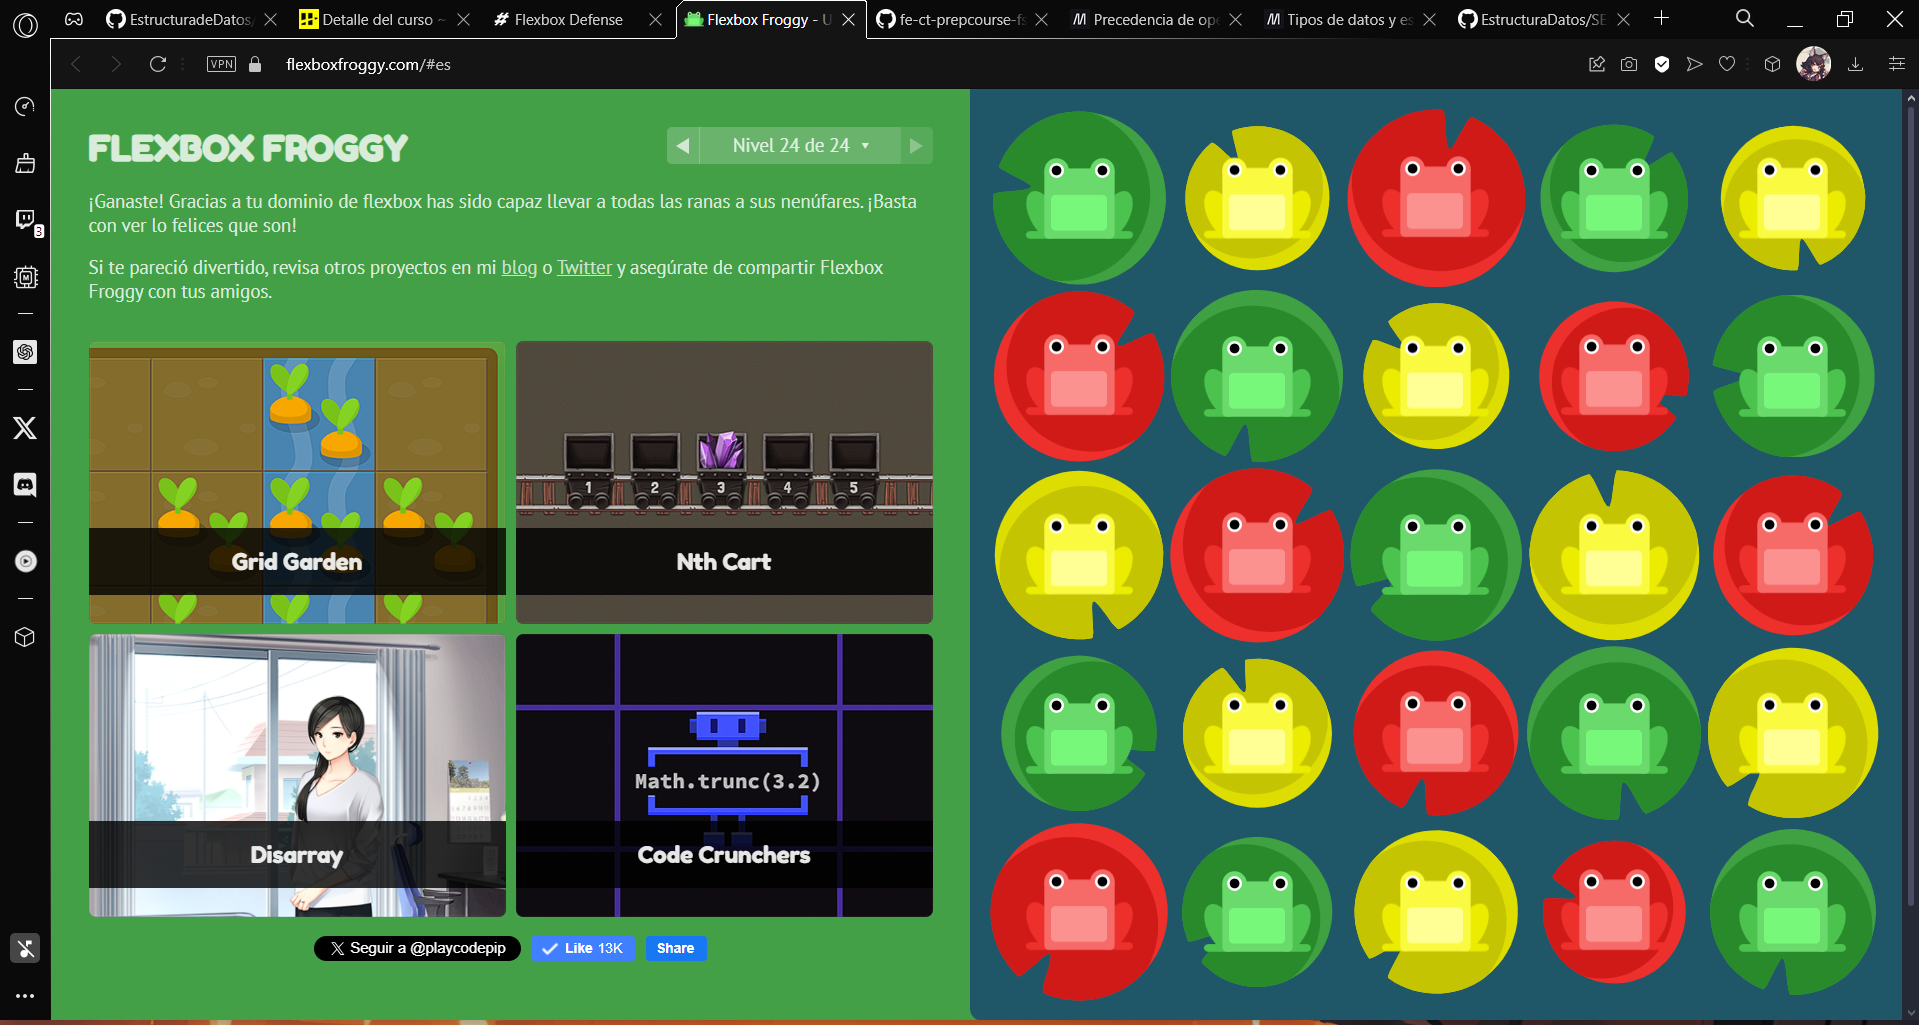 EstructuradeDatos/
Detalle del curso ~
Flexbox Defense
Flexbox Froggy - U
fe-ct-prepcourse-fs
Precedencia de ope
Tipos de datos y es
EstructuraDatos/SE
VPN
flexboxfroggy.com/#es
3
FLEXBOX FROGGY
Nivel 24 de 24
¡Ganaste! Gracias a tu dominio de flexbox has sido capaz llevar a todas las ranas a sus nenúfares. ¡Basta
con ver lo felices que son!
Si te pareció divertido, revisa otros proyectos en mi blog o Twitter y asegúrate de compartir Flexbox
Froggy con tus amigos.
1 2 3 4 5
Grid Garden
Nth Cart
Math.trunc(3.2)
Disarray
Code Crunchers
Seguir a @playcodepip
Like 13K
Share